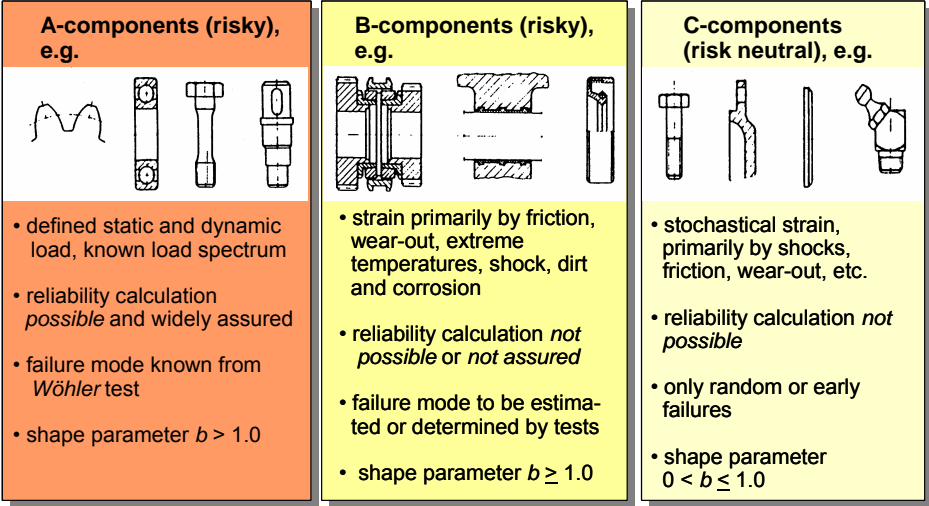 A-components (risky),
e.g.
• defined static and dynamic
load, known load spectrum
• reliability calculation
possible and widely assured
• failure mode known from
Wöhler test
• shape parameter b > 1.0
B-components (risky),
e.g.
• strain primarily by friction,
wear-out, extreme
temperatures, shock, dirt
and corrosion
• reliability calculation not
possible or not assured
• failure mode to be estima-
ted or determined by tests
• shape parameter b ≥ 1.0
C-components
(risk neutral), e.g.
• stochastical strain,
primarily by shocks,
friction, wear-out, etc.
• reliability calculation not
possible
• only random or early
failures
• shape parameter
0 < b ≤ 1.0